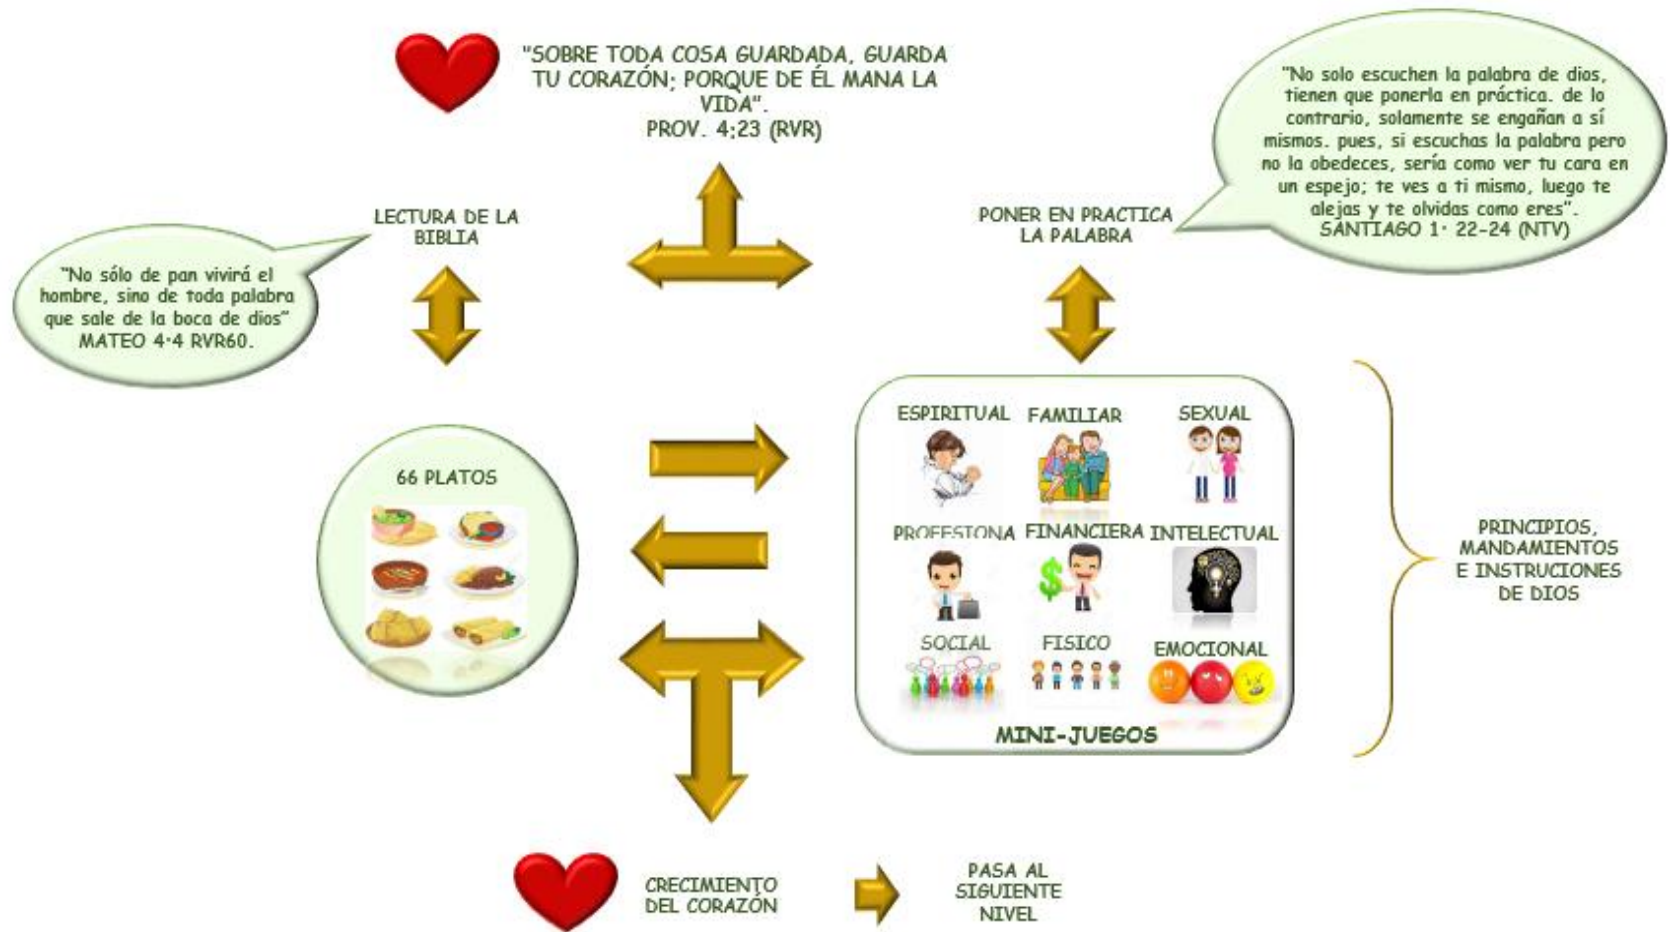 "SOBRE TODA COSA GUARDADA, GUARDA
TU CORAZÓN; PORQUE DE ÉL MANA LA
VIDA".
PROV. 4;23 (RVR)
"No solo escuchen la palabra de dios,
tienen que ponerla en práctica. de lo
contrario, solamente se engañan a sí
mismos. pues, si escuchas la palabra pero
no la obedeces, sería como ver tu cara en
un espejo; te ves a ti mismo, luego te
alejas y te olvidas como eres".
SANTIAGO 1· 22-24 (NTV)
LECTURA DE LA
BIBLIA
PONER EN PRACTICA
LA PALABRA
"No sólo de pan vivirá el
hombre, sino de toda palabra
que sale de la boca de dios"
MATEO 4·4 RVR60.
66 PLATOS
ESPIRITUAL FAMILIAR SEXUAL
PROFESIONA FINANCIERA INTELECTUAL
SOCIAL FISICO EMOCIONAL
MINI-JUEGOS
PRINCIPIOS,
MANDAMIENTOS
E INSTRUCIONES
DE DIOS
CRECIMIENTO
DEL CORAZÓN
PASA AL
SIGUIENTE
NIVEL